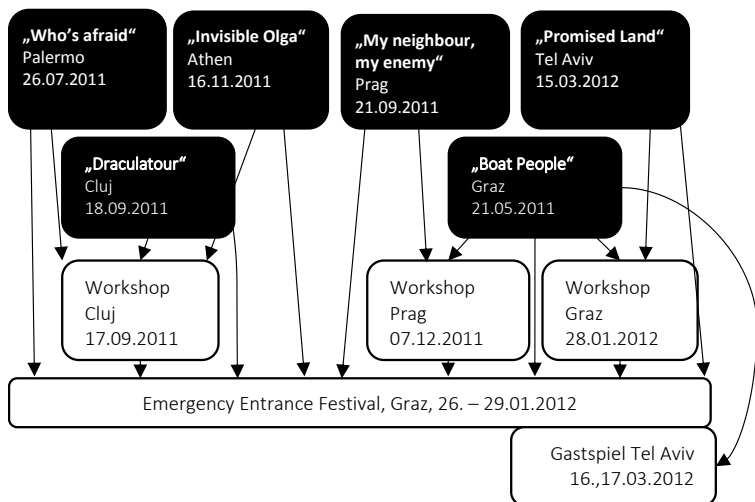 „Who's afraid“
Palermo
26.07.2011
„Invisible Olga“
Athen
16.11.2011
„My neighbour,
my enemy“
Prag
21.09.2011
„Promised Land“
Tel Aviv
15.03.2012
„Draculatour“
Cluj
18.09.2011
„Boat People“
Graz
21.05.2011
Workshop
Cluj
17.09.2011
Workshop
Prag
07.12.2011
Workshop
Graz
28.01.2012
Emergency Entrance Festival, Graz, 26. – 29.01.2012
Gastspiel Tel Aviv
16.,17.03.2012